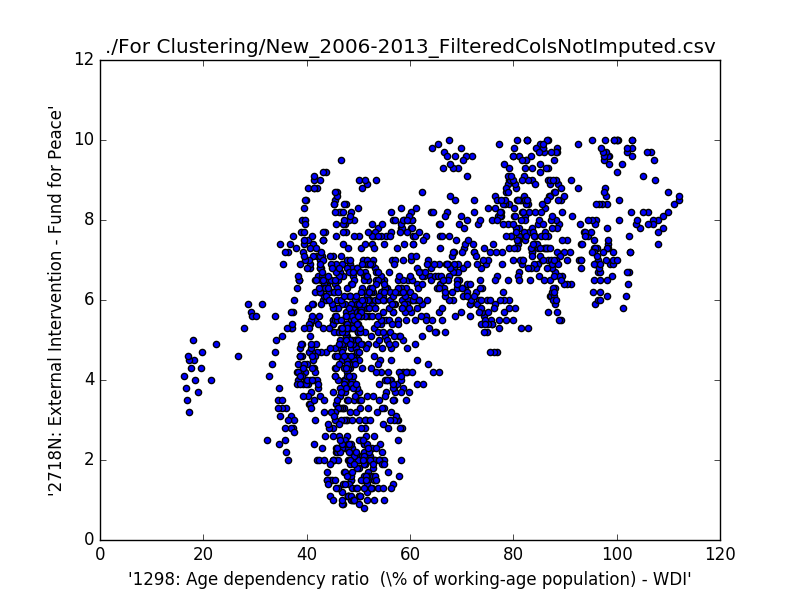 ./For Clustering/New_2006-2013_FilteredColsNotImputed.csv
12
10
8
6
4
2
0
'2718N: External Intervention - Fund for Peace'
0 20 40 60 80 100 120
'1298: Age dependency ratio  (\% of working-age population) - WDI'